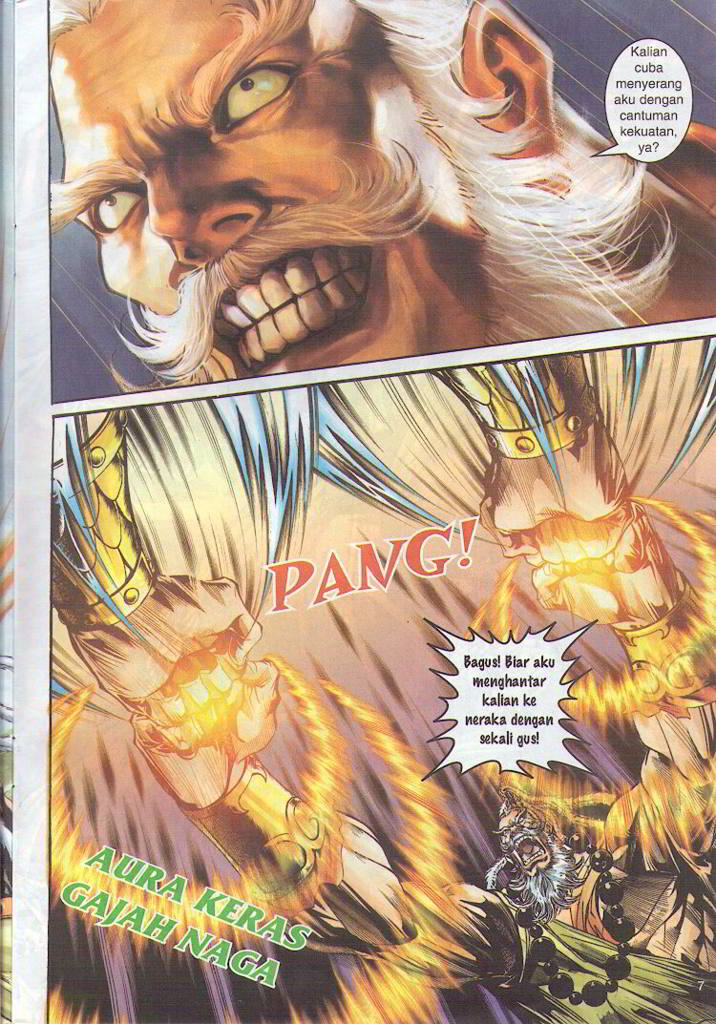 Kalian
cuba
menyerang
aku dengan
cantuman
kekuatan,
ya?
PANG!
Bagus! Biar aku
menghantar
kalian ke
neraka dengan
sekali gus!
AURA KERAS
GAJAH NAGA
7